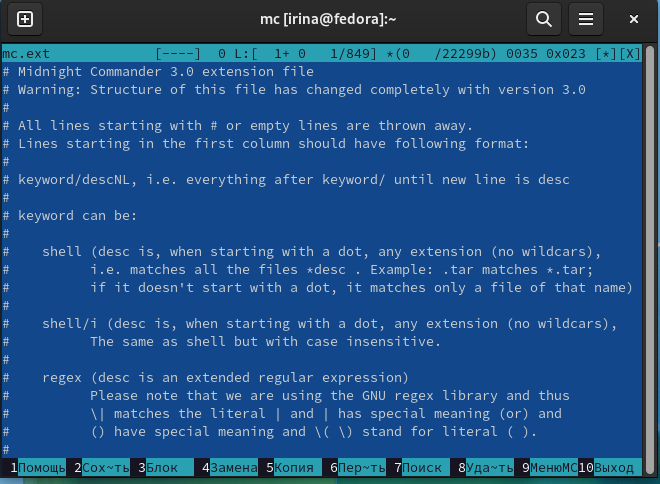 mc [irina@fedora]:~
mc.ext [----] 0 L:[ 1+ 0 1/849] *(0 /22299b) 0035 0x023 [*][X]
# Midnight Commander 3.0 extension file
# Warning: Structure of this file has changed completely with version 3.0
#
# All lines starting with # or empty lines are thrown away.
# Lines starting in the first column should have following format:
#
# keyword/descNL, i.e. everything after keyword/ until new line is desc
#
# keyword can be:
#
#    shell (desc is, when starting with a dot, any extension (no wildcars),
#          i.e. matches all the files *desc . Example: .tar matches *.tar;
#          if it doesn't start with a dot, it matches only a file of that name)
#
#    shell/i (desc is, when starting with a dot, any extension (no wildcars),
#          The same as shell but with case insensitive.
#
#    regex (desc is an extended regular expression)
#          Please note that we are using the GNU regex library and thus
#          \| matches the literal | and | has special meaning (or) and
#          () have special meaning and \( \) stand for literal ( ).
#
1Помощь 2Сох~ть 3Блок 4Замена 5Копия 6Пер~ть 7Поиск 8Уда~ть 9МенюMC 10Выход